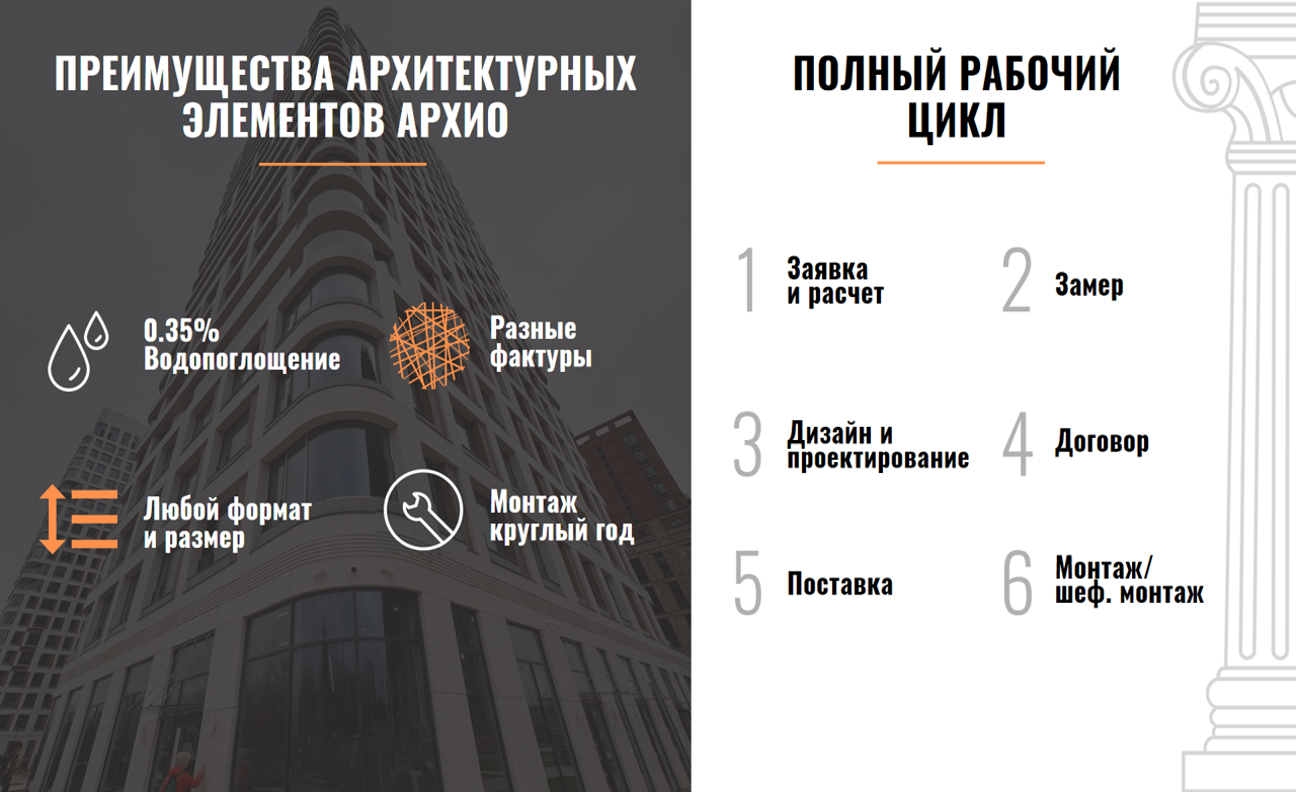 ПРЕИМУЩЕСТВА АРХИТЕКТУРНЫХ
ЭЛЕМЕНТОВ АРХИО
0.35%
Водопоглощение
Разные
фактуры
Любой формат
и размер
Монтаж
круглый год
ПОЛНЫЙ РАБОЧИЙ
ЦИКЛ
1
Заявка
и расчет
2
Замер
3
Дизайн и
проектирование
4
Договор
5
Поставка
6
Монтаж/
шеф. монтаж